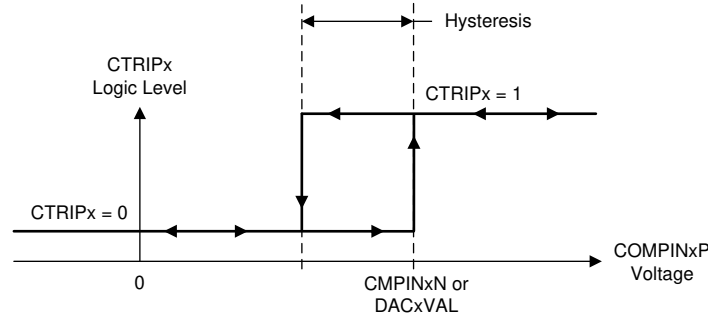 Hysteresis
CTRIPx
Logic Level
CTRIPx = 1
CTRIPx = 0
COMPINxP
Voltage
0
CMPINxN or
DACxVAL